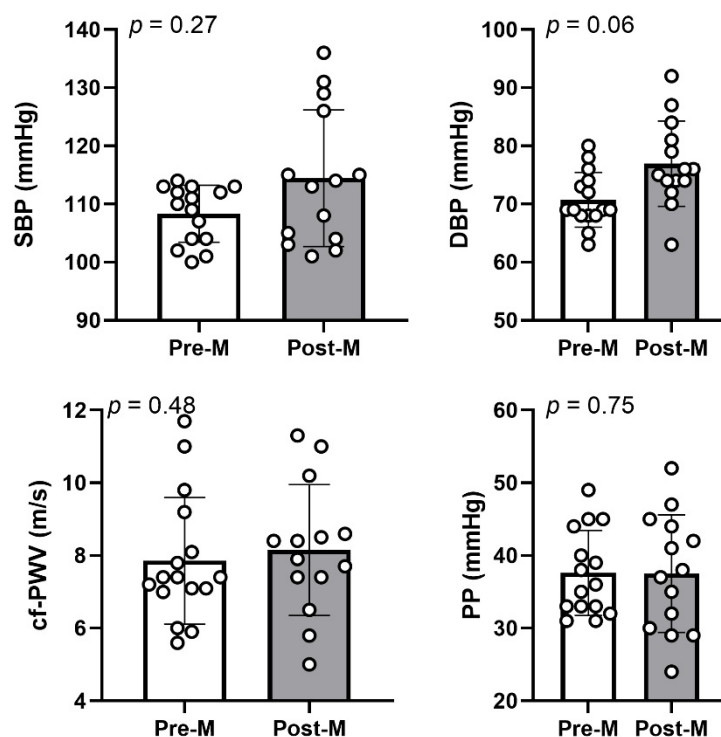 p = 0.27
SBP (mmHg)
140
130
120
110
100
90
Pre-M Post-M
p = 0.06
DBP (mmHg)
100
90
80
70
60
50
Pre-M Post-M
p = 0.48
cf-PWV (m/s)
12
10
8
6
4
Pre-M Post-M
p = 0.75
PP (mmHg)
60
50
40
30
20
Pre-M Post-M